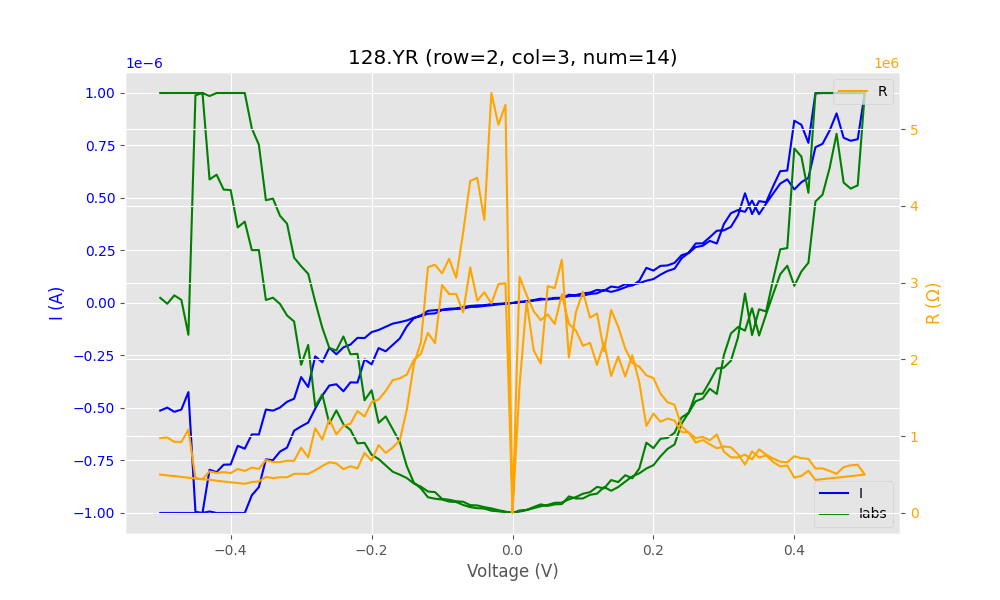 128.YR (row=2, col=3, num=14)
1e−6
1e6
R
1.00
0.75
0.50
0.25
0.00
−0.25
−0.50
−0.75
−1.00
I (A)
5
4
3
2
1
0
R (Ω)
I
Iabs
−0.4
−0.2
0.0
0.2
0.4
Voltage (V)